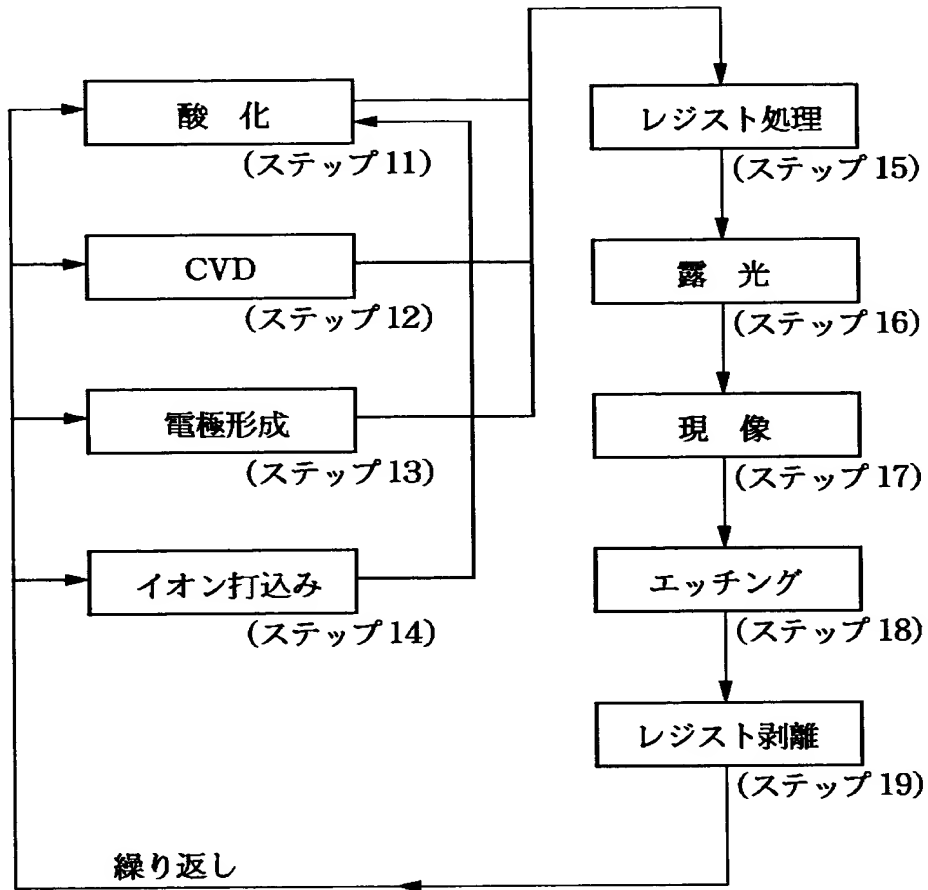 酸 化
(ステップ11)
CVD
(ステップ12)
電極形成
(ステップ13)
イオン打込み
(ステップ14)
レジスト処理
(ステップ15)
露 光
(ステップ16)
現 像
(ステップ17)
エッチング
(ステップ18)
レジスト剥離
(ステップ19)
繰り返し